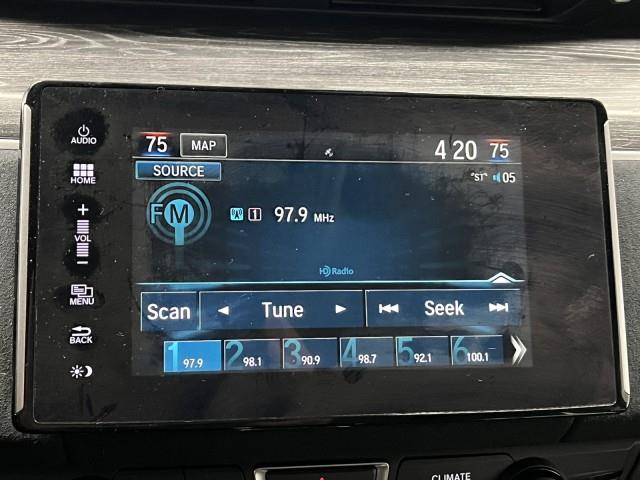 AUDIO
HOME
+
VOL
−
MENU
BACK
75 MAP 4 20 75
SOURCE "ST" 05
FM 1 97.9 MHz
HD Radio
Scan ◄ Tune ► Seek
1 97.9 2 98.1 3 90.9 4 98.7 5 92.1 6 100.1
CLIMATE